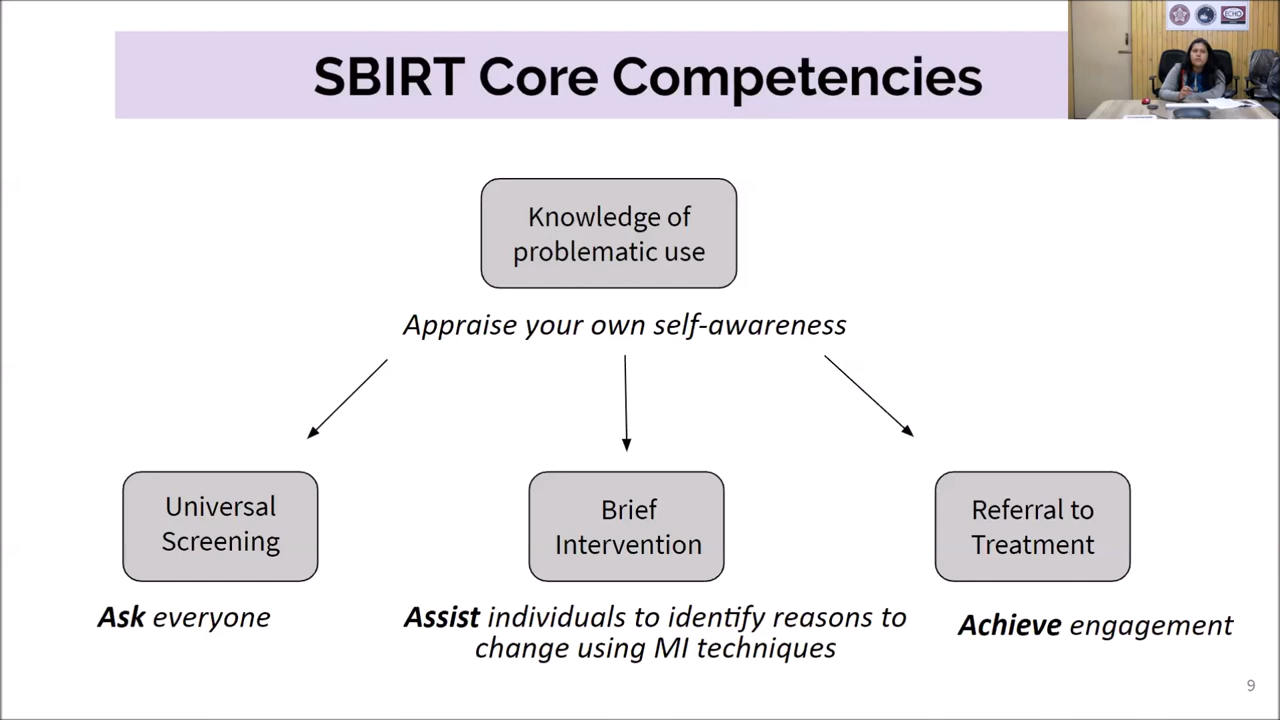 SBIRT Core Competencies
ECHO
Knowledge of
problematic use
Appraise your own self-awareness
Universal
Screening
Brief
Intervention
Referral to
Treatment
Ask everyone
Assist individuals to identify reasons to
change using MI techniques
Achieve engagement
9